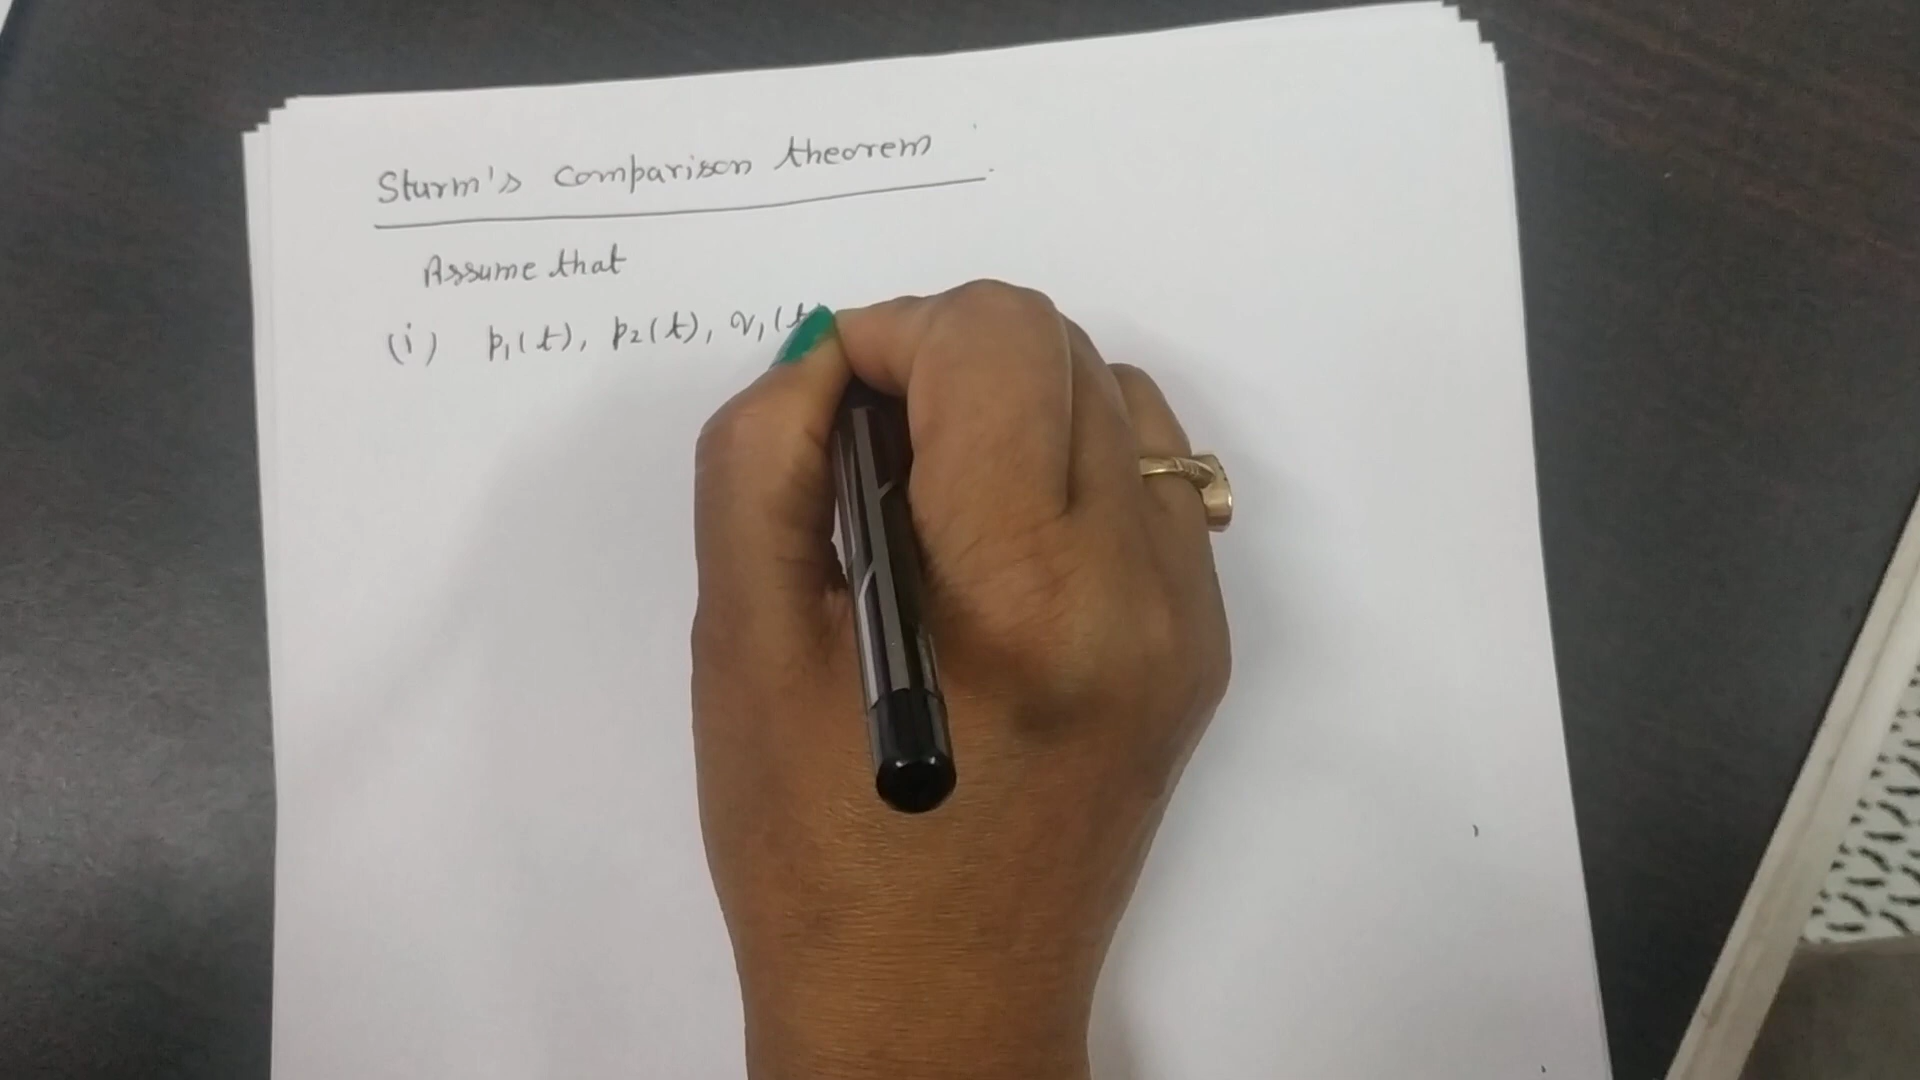 Sturm's comparison theorem
Assume that
(i) p₁(t), p₂(t), q₁(t